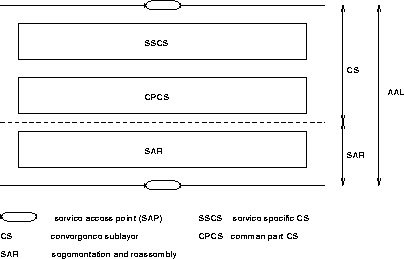 SSCS
CS
CPCS
AAL
SAR
SAR
service access point (SAP) SSCS service specific CS
CS convergence sublayer CPCS common part CS
SAR segmentation and reassembly